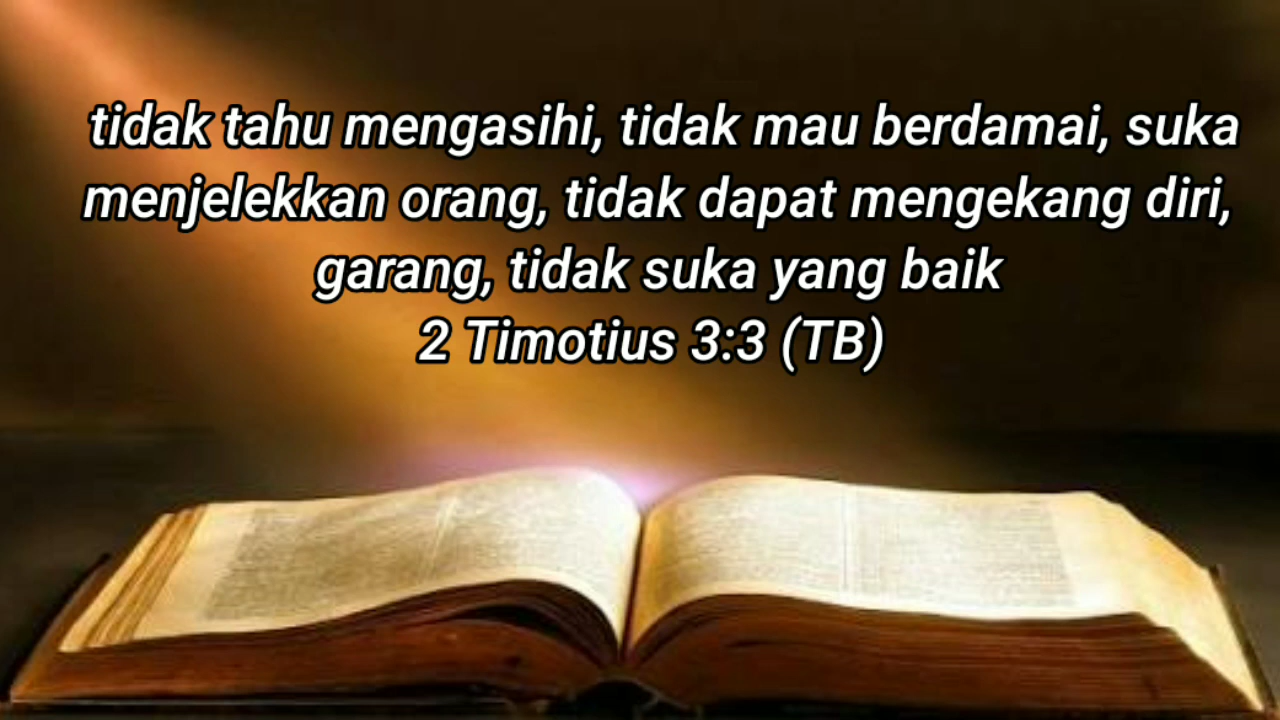 tidak tahu mengasihi, tidak mau berdamai, suka
menjelekkan orang, tidak dapat mengekang diri,
garang, tidak suka yang baik
2 Timotius 3:3 (TB)